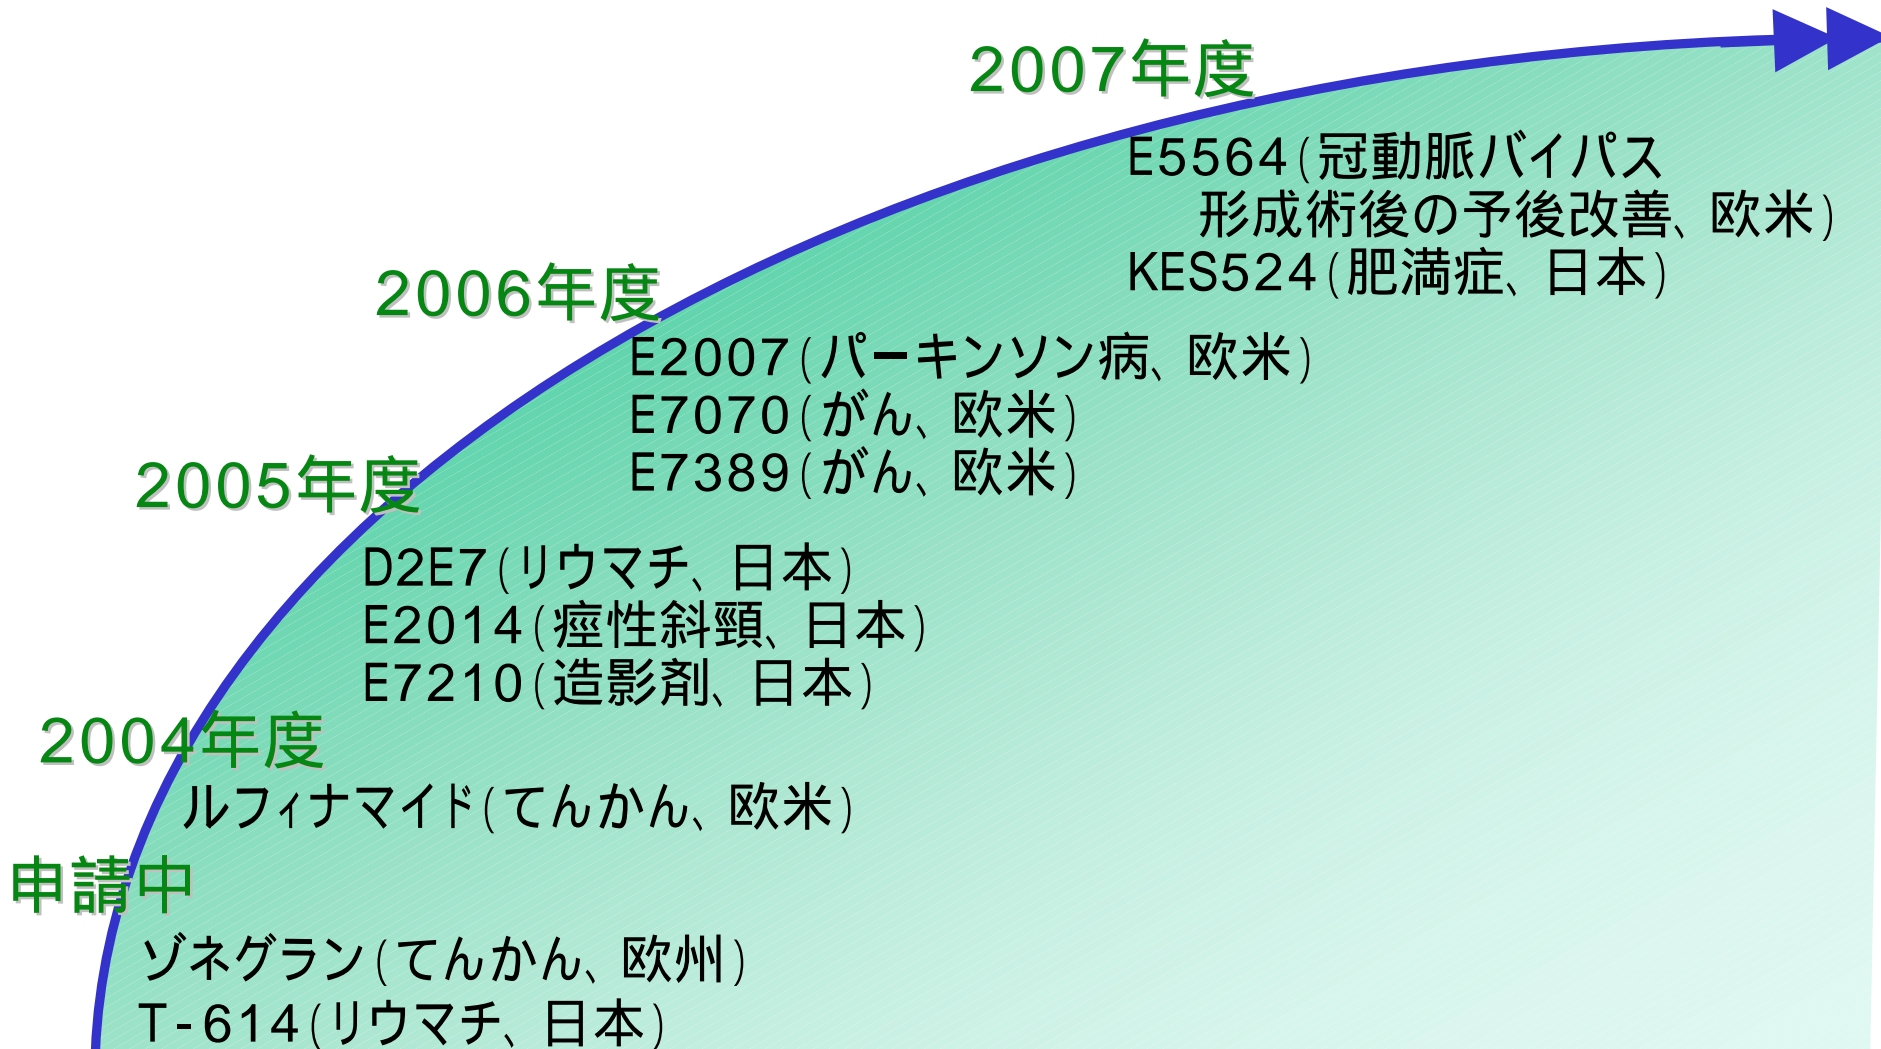 2007年度
E5564(冠動脈バイパス
形成術後の予後改善、欧米)
KES524(肥満症、日本)
2006年度
E2007(パーキンソン病、欧米)
E7070(がん、欧米)
E7389(がん、欧米)
2005年度
D2E7(リウマチ、日本)
E2014(痙性斜頸、日本)
E7210(造影剤、日本)
2004年度
ルフィナマイド(てんかん、欧米)
申請中
ゾネグラン(てんかん、欧州)
T-614(リウマチ、日本)